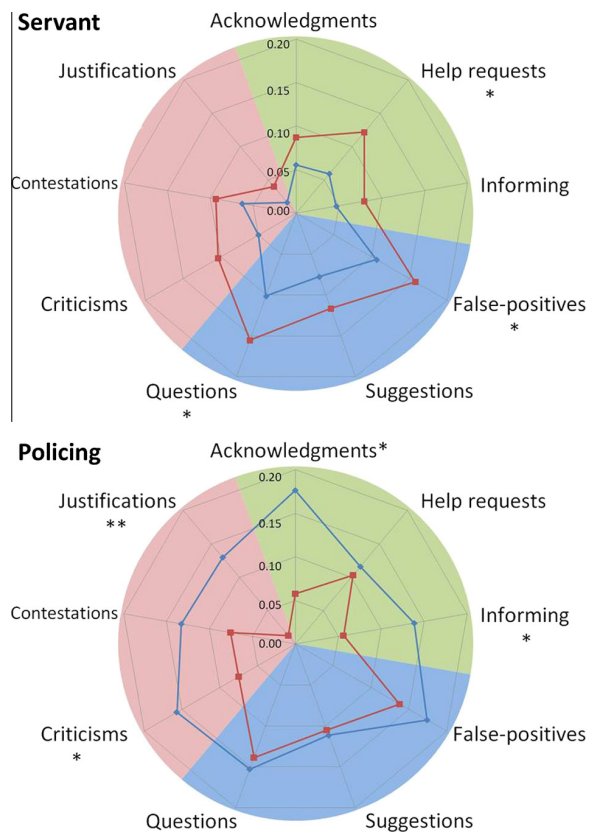 Servant
Acknowledgments
0.20
Justifications
Help requests
*
0.15
0.10
Contestations
Informing
0.05
0.00
Criticisms
False-positives
*
Questions
*
Suggestions
Policing
Acknowledgments*
0.20
Justifications
**
Help requests
0.15
0.10
Contestations
Informing
*
0.05
0.00
Criticisms
*
False-positives
Questions
Suggestions